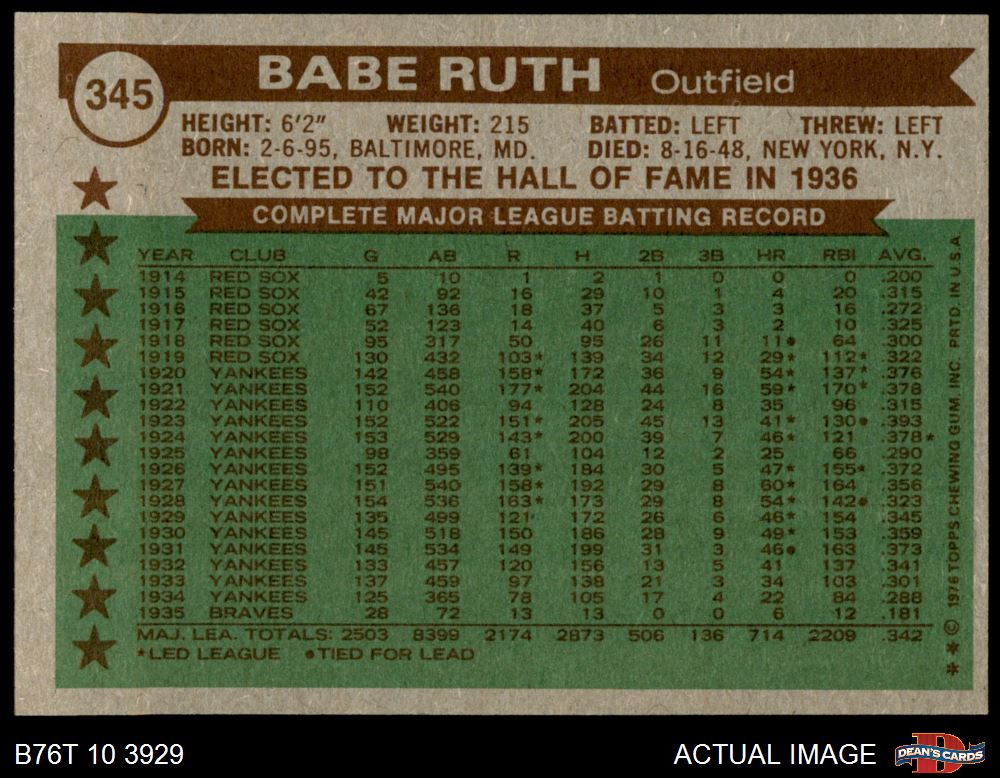 345
BABE RUTH Outfield
HEIGHT: 6'2" WEIGHT: 215 BATTED: LEFT THREW: LEFT
BORN: 2-6-95, BALTIMORE, MD. DIED: 8-16-48, NEW YORK, N.Y.
ELECTED TO THE HALL OF FAME IN 1936
COMPLETE MAJOR LEAGUE BATTING RECORD
YEAR CLUB G AB R H 2B 3B HR RBI AVG.
1914 RED SOX 5 10 1 2 1 0 0 0 .200
1915 RED SOX 42 92 16 29 10 1 4 20 .315
1916 RED SOX 67 136 18 37 5 3 3 16 .272
1917 RED SOX 52 123 14 40 6 3 2 10 .325
1918 RED SOX 95 317 50 95 26 11 11• 64 .300
1919 RED SOX 130 432 103* 139 34 12 29* 112* .322
1920 YANKEES 142 458 158* 172 36 9 54* 137* .376
1921 YANKEES 152 540 177* 204 44 16 59* 170* .378
1922 YANKEES 110 406 94 128 24 8 35 96 .315
1923 YANKEES 152 522 151* 205 45 13 41* 130• .393
1924 YANKEES 153 529 143* 200 39 7 46* 121 .378*
1925 YANKEES 98 359 61 104 12 2 25 66 .290
1926 YANKEES 152 495 139* 184 30 5 47* 155* .372
1927 YANKEES 151 540 158* 192 29 8 60* 164 .356
1928 YANKEES 154 536 163* 173 29 8 54* 142• .323
1929 YANKEES 135 499 121 172 26 6 46* 154 .345
1930 YANKEES 145 518 150 186 28 9 49* 153 .359
1931 YANKEES 145 534 149 199 31 3 46• 163 .373
1932 YANKEES 133 457 120 156 13 5 41 137 .341
1933 YANKEES 137 459 97 138 21 3 34 103 .301
1934 YANKEES 125 365 78 105 17 4 22 84 .288
1935 BRAVES 28 72 13 13 0 0 6 12 .181
MAJ. LEA. TOTALS: 2503 8399 2174 2873 506 136 714 2209 .342
*LED LEAGUE •TIED FOR LEAD
* * © 1976 TOPPS CHEWING GUM, INC. PRTD. IN U.S.A.
B76T 10 3929
ACTUAL IMAGE
DEAN'S CARDS